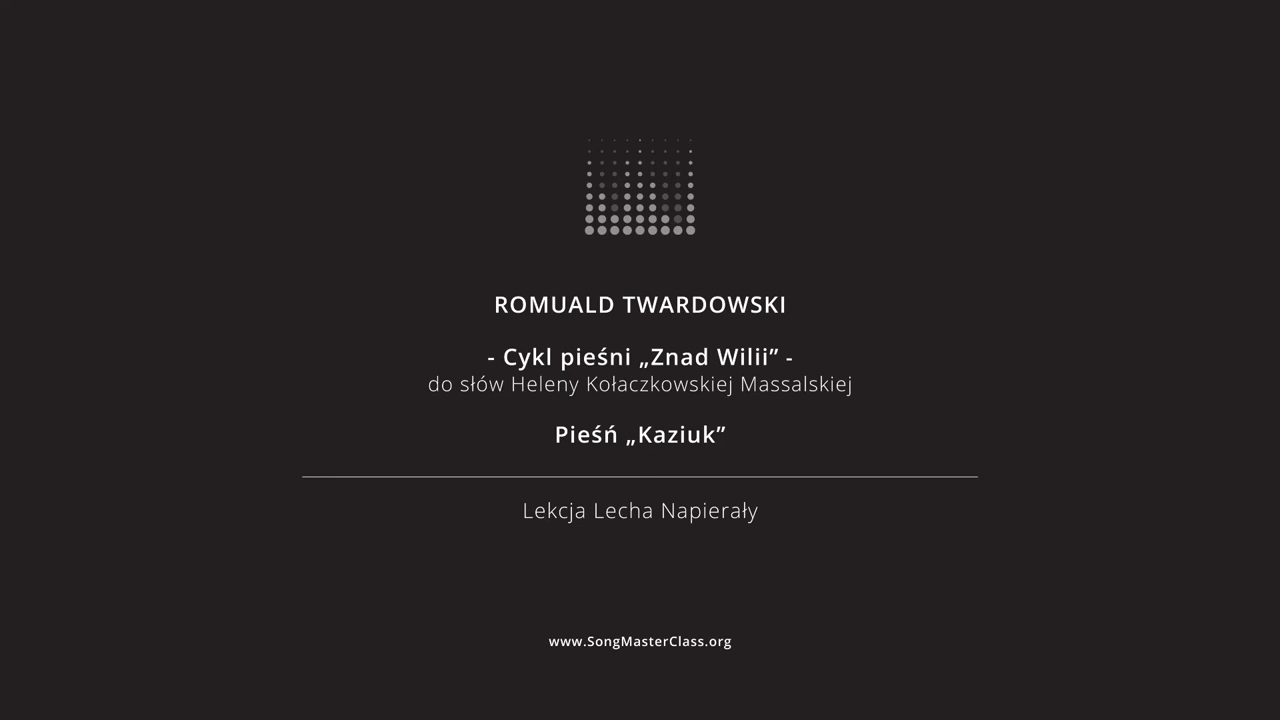 ROMUALD TWARDOWSKI
- Cykl pieśni „Znad Wilii” -
do słów Heleny Kołaczkowskiej Massalskiej
Pieśń „Kaziuk”
Lekcja Lecha Napierały
www.SongMasterClass.org